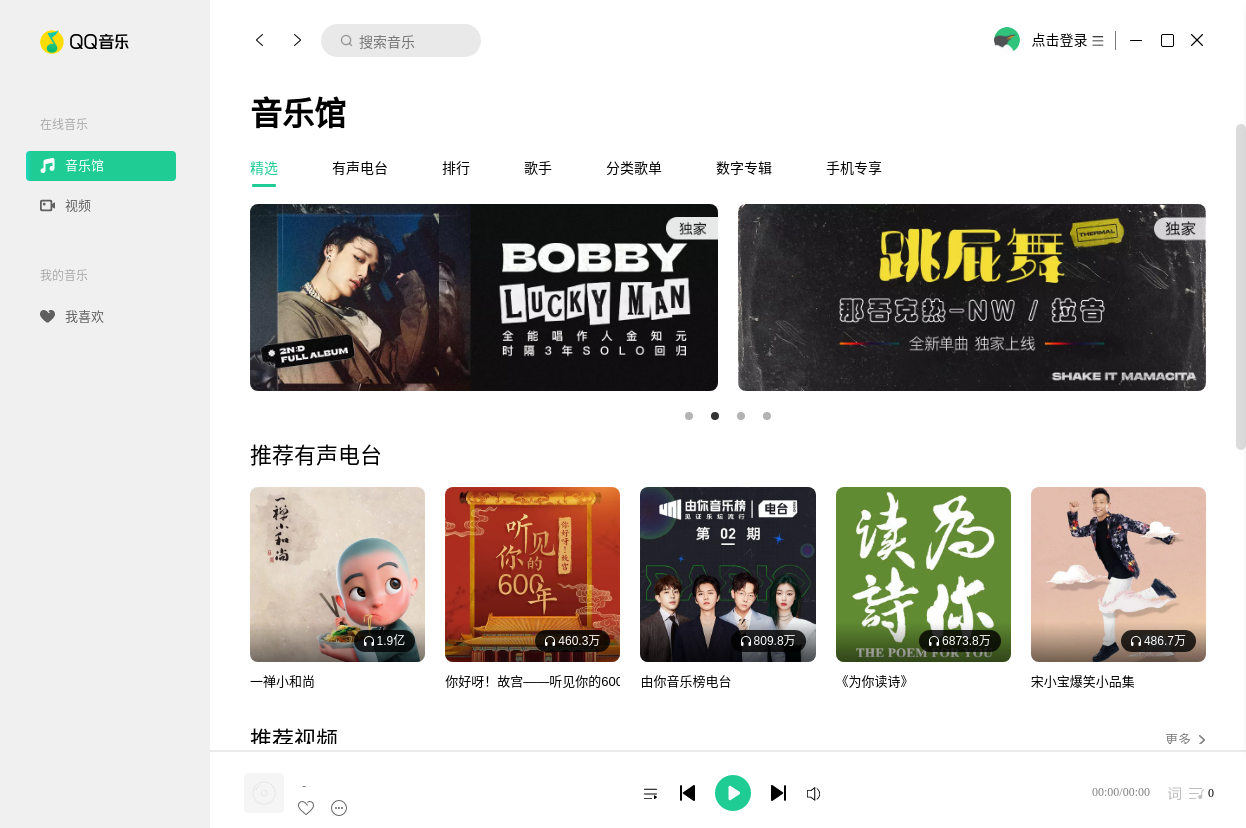 QQ音乐
搜索音乐
点击登录
在线音乐
音乐馆
视频
我的音乐
我喜欢
音乐馆
精选
有声电台
排行
歌手
分类歌单
数字专辑
手机专享
独家
BOBBY
LUCKY MAN
全能唱作人金知元
时隔3年SOLO回归
2ND
FULL ALBUM
独家
THERMAL
跳屁舞
那吾克热-NW / 拉音
全新单曲 独家上线
SHAKE IT MAMACITA
推荐有声电台
一禅小和尚
1.9亿
一禅小和尚
听见你的600年
你好呀!故宫
460.3万
你好呀！故宫——听见你的600
由你音乐榜 电台
见证乐坛流行
第 02 期
RADIO
809.8万
由你音乐榜电台
读为
詩你
THE POEM FOR YOU
6873.8万
《为你读诗》
486.7万
宋小宝爆笑小品集
推荐视频
更多
-
00:00/00:00
词
0